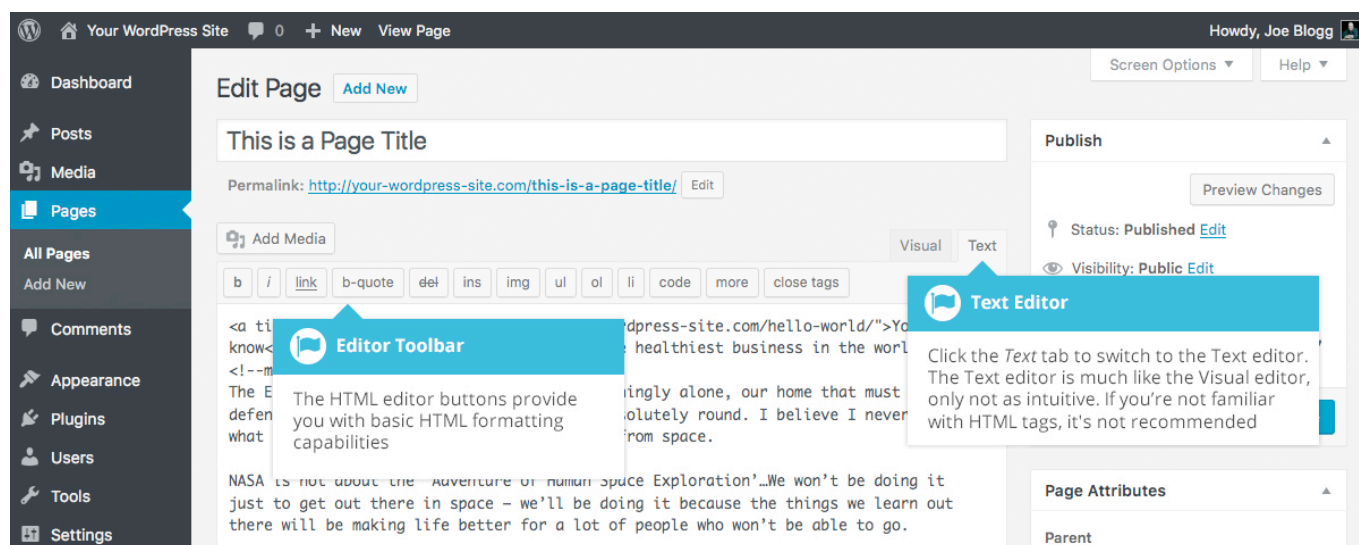 Your WordPress Site 0 + New View Page Howdy, Joe Blogg
Dashboard
Posts
Media
Pages
All Pages
Add New
Comments
Appearance
Plugins
Users
Tools
Settings
Screen Options ▼ Help ▼
Edit Page Add New
This is a Page Title
Permalink: http://your-wordpress-site.com/this-is-a-page-title/ Edit
Add Media
Visual Text
b i link b-quote del ins img ul ol li code more close tags
<a ti rdpress-site.com/hello-world/">Yo
know< healthiest business in the worl
<!--m
The E ingly alone, our home that must
defen solutely round. I believe I never
what from space.
NASA is not about the 'Adventure of Human Space Exploration'…We won't be doing it
just to get out there in space – we'll be doing it because the things we learn out
there will be making life better for a lot of people who won't be able to go.
Editor Toolbar
The HTML editor buttons provide
you with basic HTML formatting
capabilities
Text Editor
Click the Text tab to switch to the Text editor.
The Text editor is much like the Visual editor,
only not as intuitive. If you're not familiar
with HTML tags, it's not recommended
Publish
Preview Changes
Status: Published Edit
Visibility: Public Edit
Page Attributes
Parent